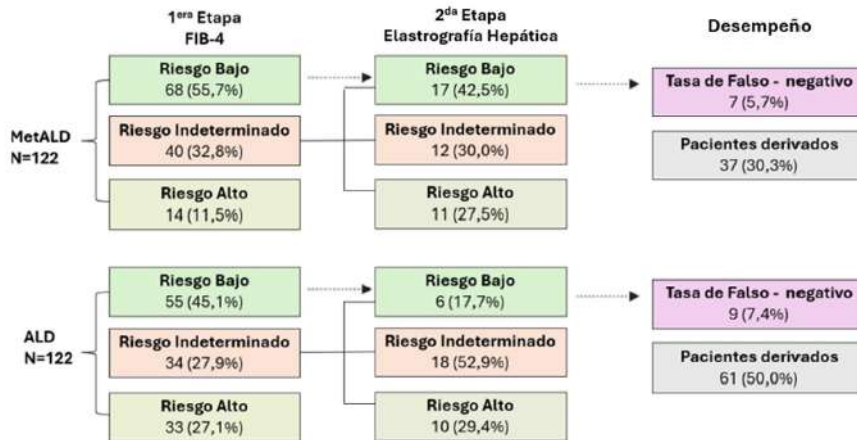 1era Etapa
FIB-4
2da Etapa
Elastrografía Hepática
Desempeño
MetALD
N=122
Riesgo Bajo
68 (55,7%)
Riesgo Indeterminado
40 (32,8%)
Riesgo Alto
14 (11,5%)
Riesgo Bajo
17 (42,5%)
Riesgo Indeterminado
12 (30,0%)
Riesgo Alto
11 (27,5%)
Tasa de Falso - negativo
7 (5,7%)
Pacientes derivados
37 (30,3%)
ALD
N=122
Riesgo Bajo
55 (45,1%)
Riesgo Indeterminado
34 (27,9%)
Riesgo Alto
33 (27,1%)
Riesgo Bajo
6 (17,7%)
Riesgo Indeterminado
18 (52,9%)
Riesgo Alto
10 (29,4%)
Tasa de Falso - negativo
9 (7,4%)
Pacientes derivados
61 (50,0%)